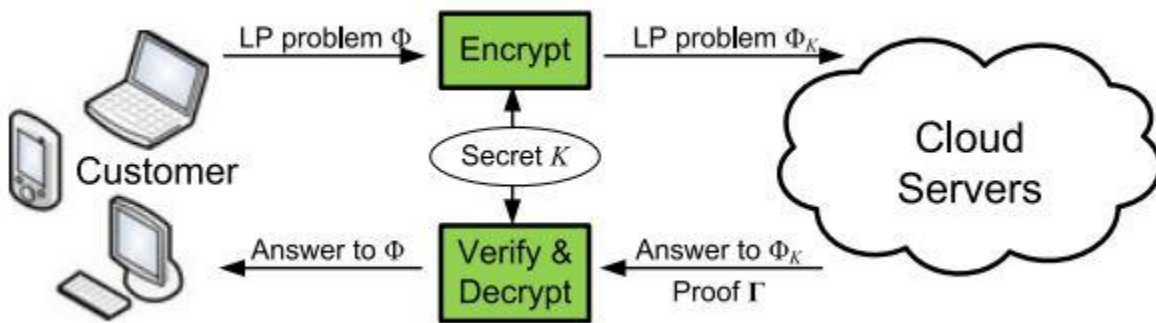 LP problem Φ
Encrypt
LP problem Φ_K
Customer
Secret K
Cloud
Servers
Answer to Φ
Verify &
Decrypt
Answer to Φ_K
Proof Γ